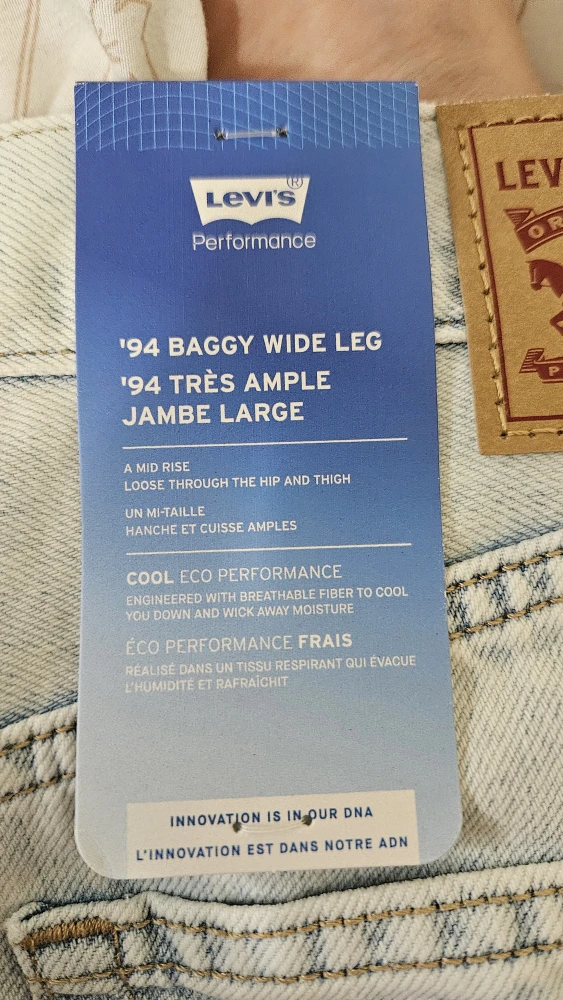 LEVI'S®
Performance
'94 BAGGY WIDE LEG
'94 TRÈS AMPLE
JAMBE LARGE
A MID RISE
LOOSE THROUGH THE HIP AND THIGH
UN MI-TAILLE
HANCHE ET CUISSE AMPLES
COOL ECO PERFORMANCE
ENGINEERED WITH BREATHABLE FIBER TO COOL
YOU DOWN AND WICK AWAY MOISTURE
ÉCO PERFORMANCE FRAIS
RÉALISÉ DANS UN TISSU RESPIRANT QUI ÉVACUE
L'HUMIDITÉ ET RAFRAÎCHIT
INNOVATION IS IN OUR DNA
L'INNOVATION EST DANS NOTRE ADN
LEV
OR
P